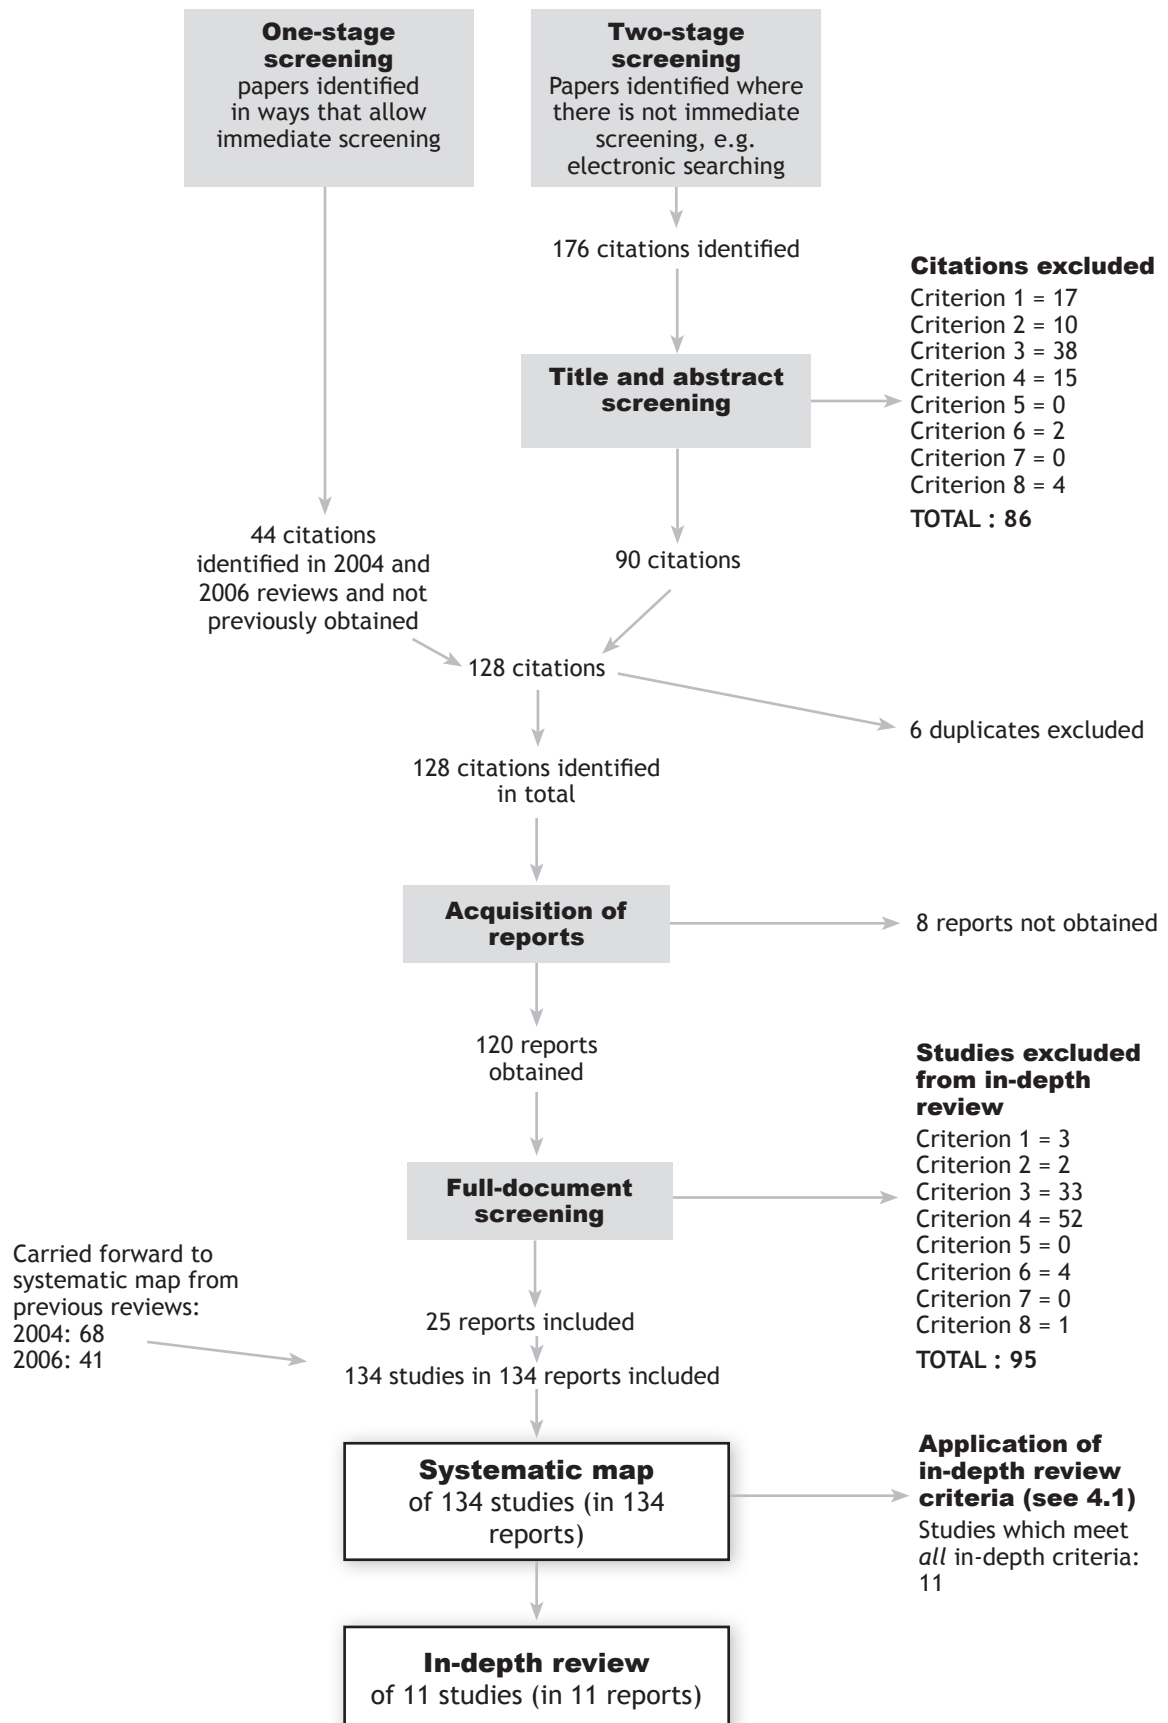 One-stage
screening
papers identified
in ways that allow
immediate screening
Two-stage
screening
Papers identified where
there is not immediate
screening, e.g.
electronic searching
176 citations identified
Citations excluded
Criterion 1 = 17
Criterion 2 = 10
Criterion 3 = 38
Criterion 4 = 15
Criterion 5 = 0
Criterion 6 = 2
Criterion 7 = 0
Criterion 8 = 4
TOTAL : 86
Title and abstract
screening
44 citations
identified in 2004 and
2006 reviews and not
previously obtained
90 citations
128 citations
6 duplicates excluded
128 citations identified
in total
Acquisition of
reports
8 reports not obtained
120 reports
obtained
Studies excluded
from in-depth
review
Criterion 1 = 3
Criterion 2 = 2
Criterion 3 = 33
Criterion 4 = 52
Criterion 5 = 0
Criterion 6 = 4
Criterion 7 = 0
Criterion 8 = 1
TOTAL : 95
Full-document
screening
Carried forward to
systematic map from
previous reviews:
2004: 68
2006: 41
25 reports included
134 studies in 134 reports included
Systematic map
of 134 studies (in 134
reports)
Application of
in-depth review
criteria (see 4.1)
Studies which meet
all in-depth criteria:
11
In-depth review
of 11 studies (in 11 reports)